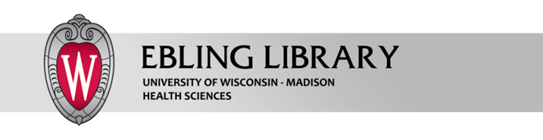 W
EBLING LIBRARY
UNIVERSITY OF WISCONSIN - MADISON
HEALTH SCIENCES